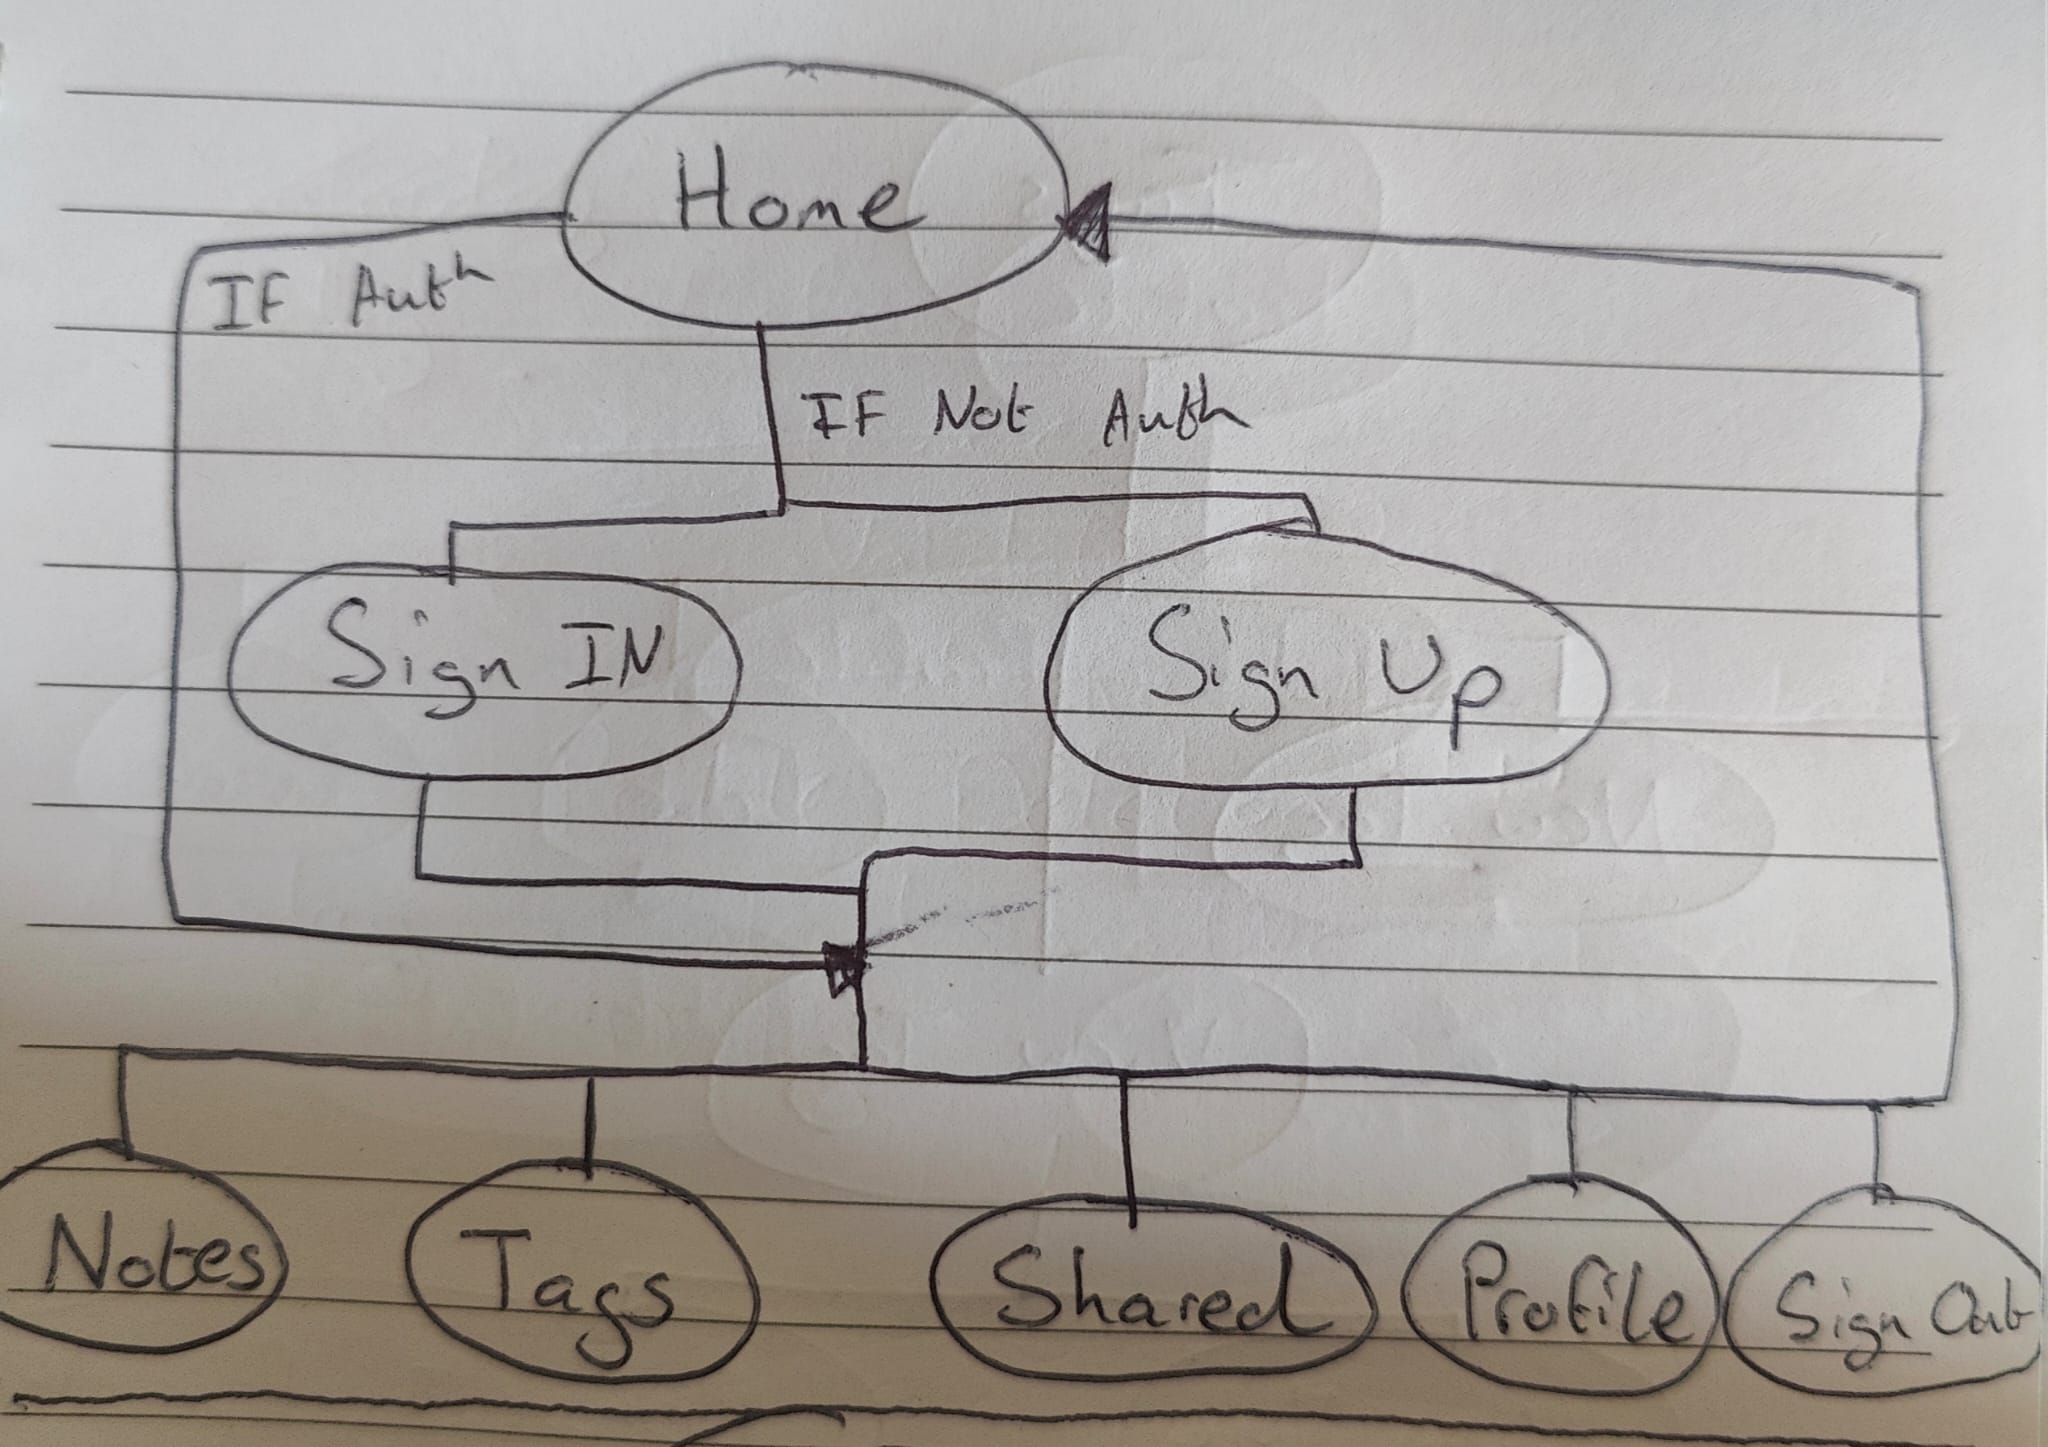 Home
IF Auth
IF Not Auth
Sign IN
Sign Up
Notes
Tags
Shared
Profile
Sign Out